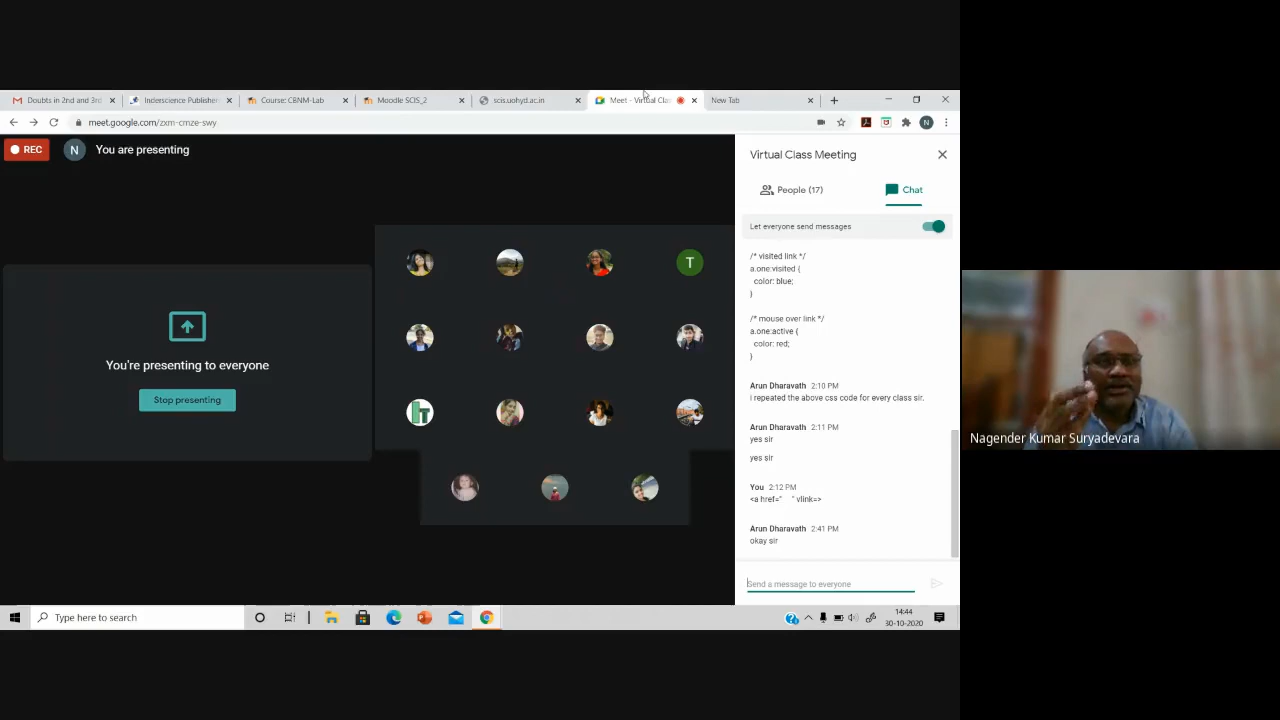 Doubts in 2nd and 3rd
Inderscience Publisher
Course: CBNM-Lab
Moodle SCIS_2
scis.uohyd.ac.in
Meet - Virtual Clas
New Tab
meet.google.com/zxm-cmze-swy
REC
N
You are presenting
N
Virtual Class Meeting
People (17)
Chat
Let everyone send messages
/* visited link */
a.one:visited {
color: blue;
}
/* mouse over link */
a.one:active {
color: red;
}
Arun Dharavath 2:10 PM
i repeated the above css code for every class sir.
Arun Dharavath 2:11 PM
yes sir
yes sir
You 2:12 PM
<a href=" " vlink=>
Arun Dharavath 2:41 PM
okay sir
Send a message to everyone
T
You're presenting to everyone
Stop presenting
Nagender Kumar Suryadevara
Type here to search
14:44
30-10-2020